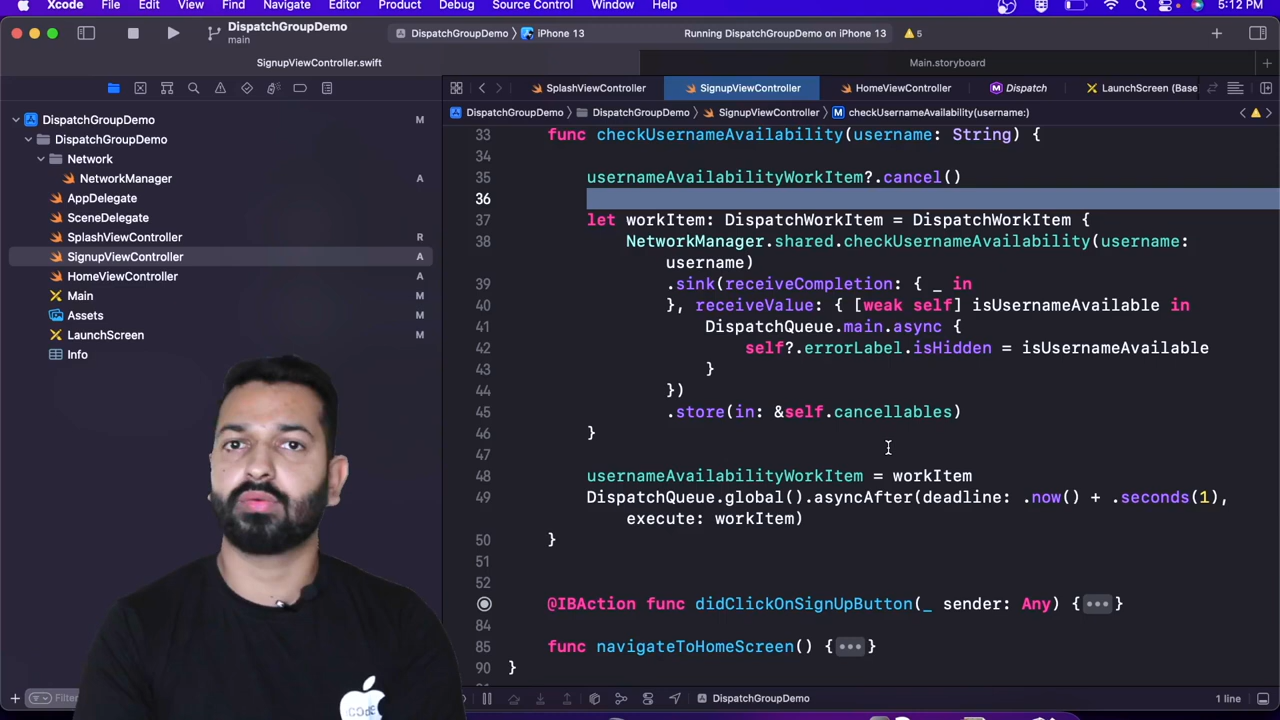 Xcode File Edit View Find Navigate Editor Product Debug Source Control Window Help 5:12 PM
DispatchGroupDemo
main
DispatchGroupDemo iPhone 13
Running DispatchGroupDemo on iPhone 13
5
SignupViewController.swift
Main.storyboard
SplashViewController
SignupViewController
HomeViewController
Dispatch
LaunchScreen (Base
DispatchGroupDemo
DispatchGroupDemo
SignupViewController
M checkUsernameAvailability(username:)
DispatchGroupDemo M
DispatchGroupDemo
Network
NetworkManager A
AppDelegate
SceneDelegate
SplashViewController R
SignupViewController A
HomeViewController A
Main M
Assets M
LaunchScreen M
Info
Filter
33 func checkUsernameAvailability(username: String) {
34
35 usernameAvailabilityWorkItem?.cancel()
36
37 let workItem: DispatchWorkItem = DispatchWorkItem {
38 NetworkManager.shared.checkUsernameAvailability(username:
username)
39 .sink(receiveCompletion: { _ in
40 }, receiveValue: { [weak self] isUsernameAvailable in
41 DispatchQueue.main.async {
42 self?.errorLabel.isHidden = isUsernameAvailable
43 }
44 })
45 .store(in: &self.cancellables)
46 }
47
48 usernameAvailabilityWorkItem = workItem
49 DispatchQueue.global().asyncAfter(deadline: .now() + .seconds(1),
execute: workItem)
50 }
51
52
@IBAction func didClickOnSignUpButton(_ sender: Any) {•••}
84
85 func navigateToHomeScreen() {•••}
90 }
DispatchGroupDemo
1 line